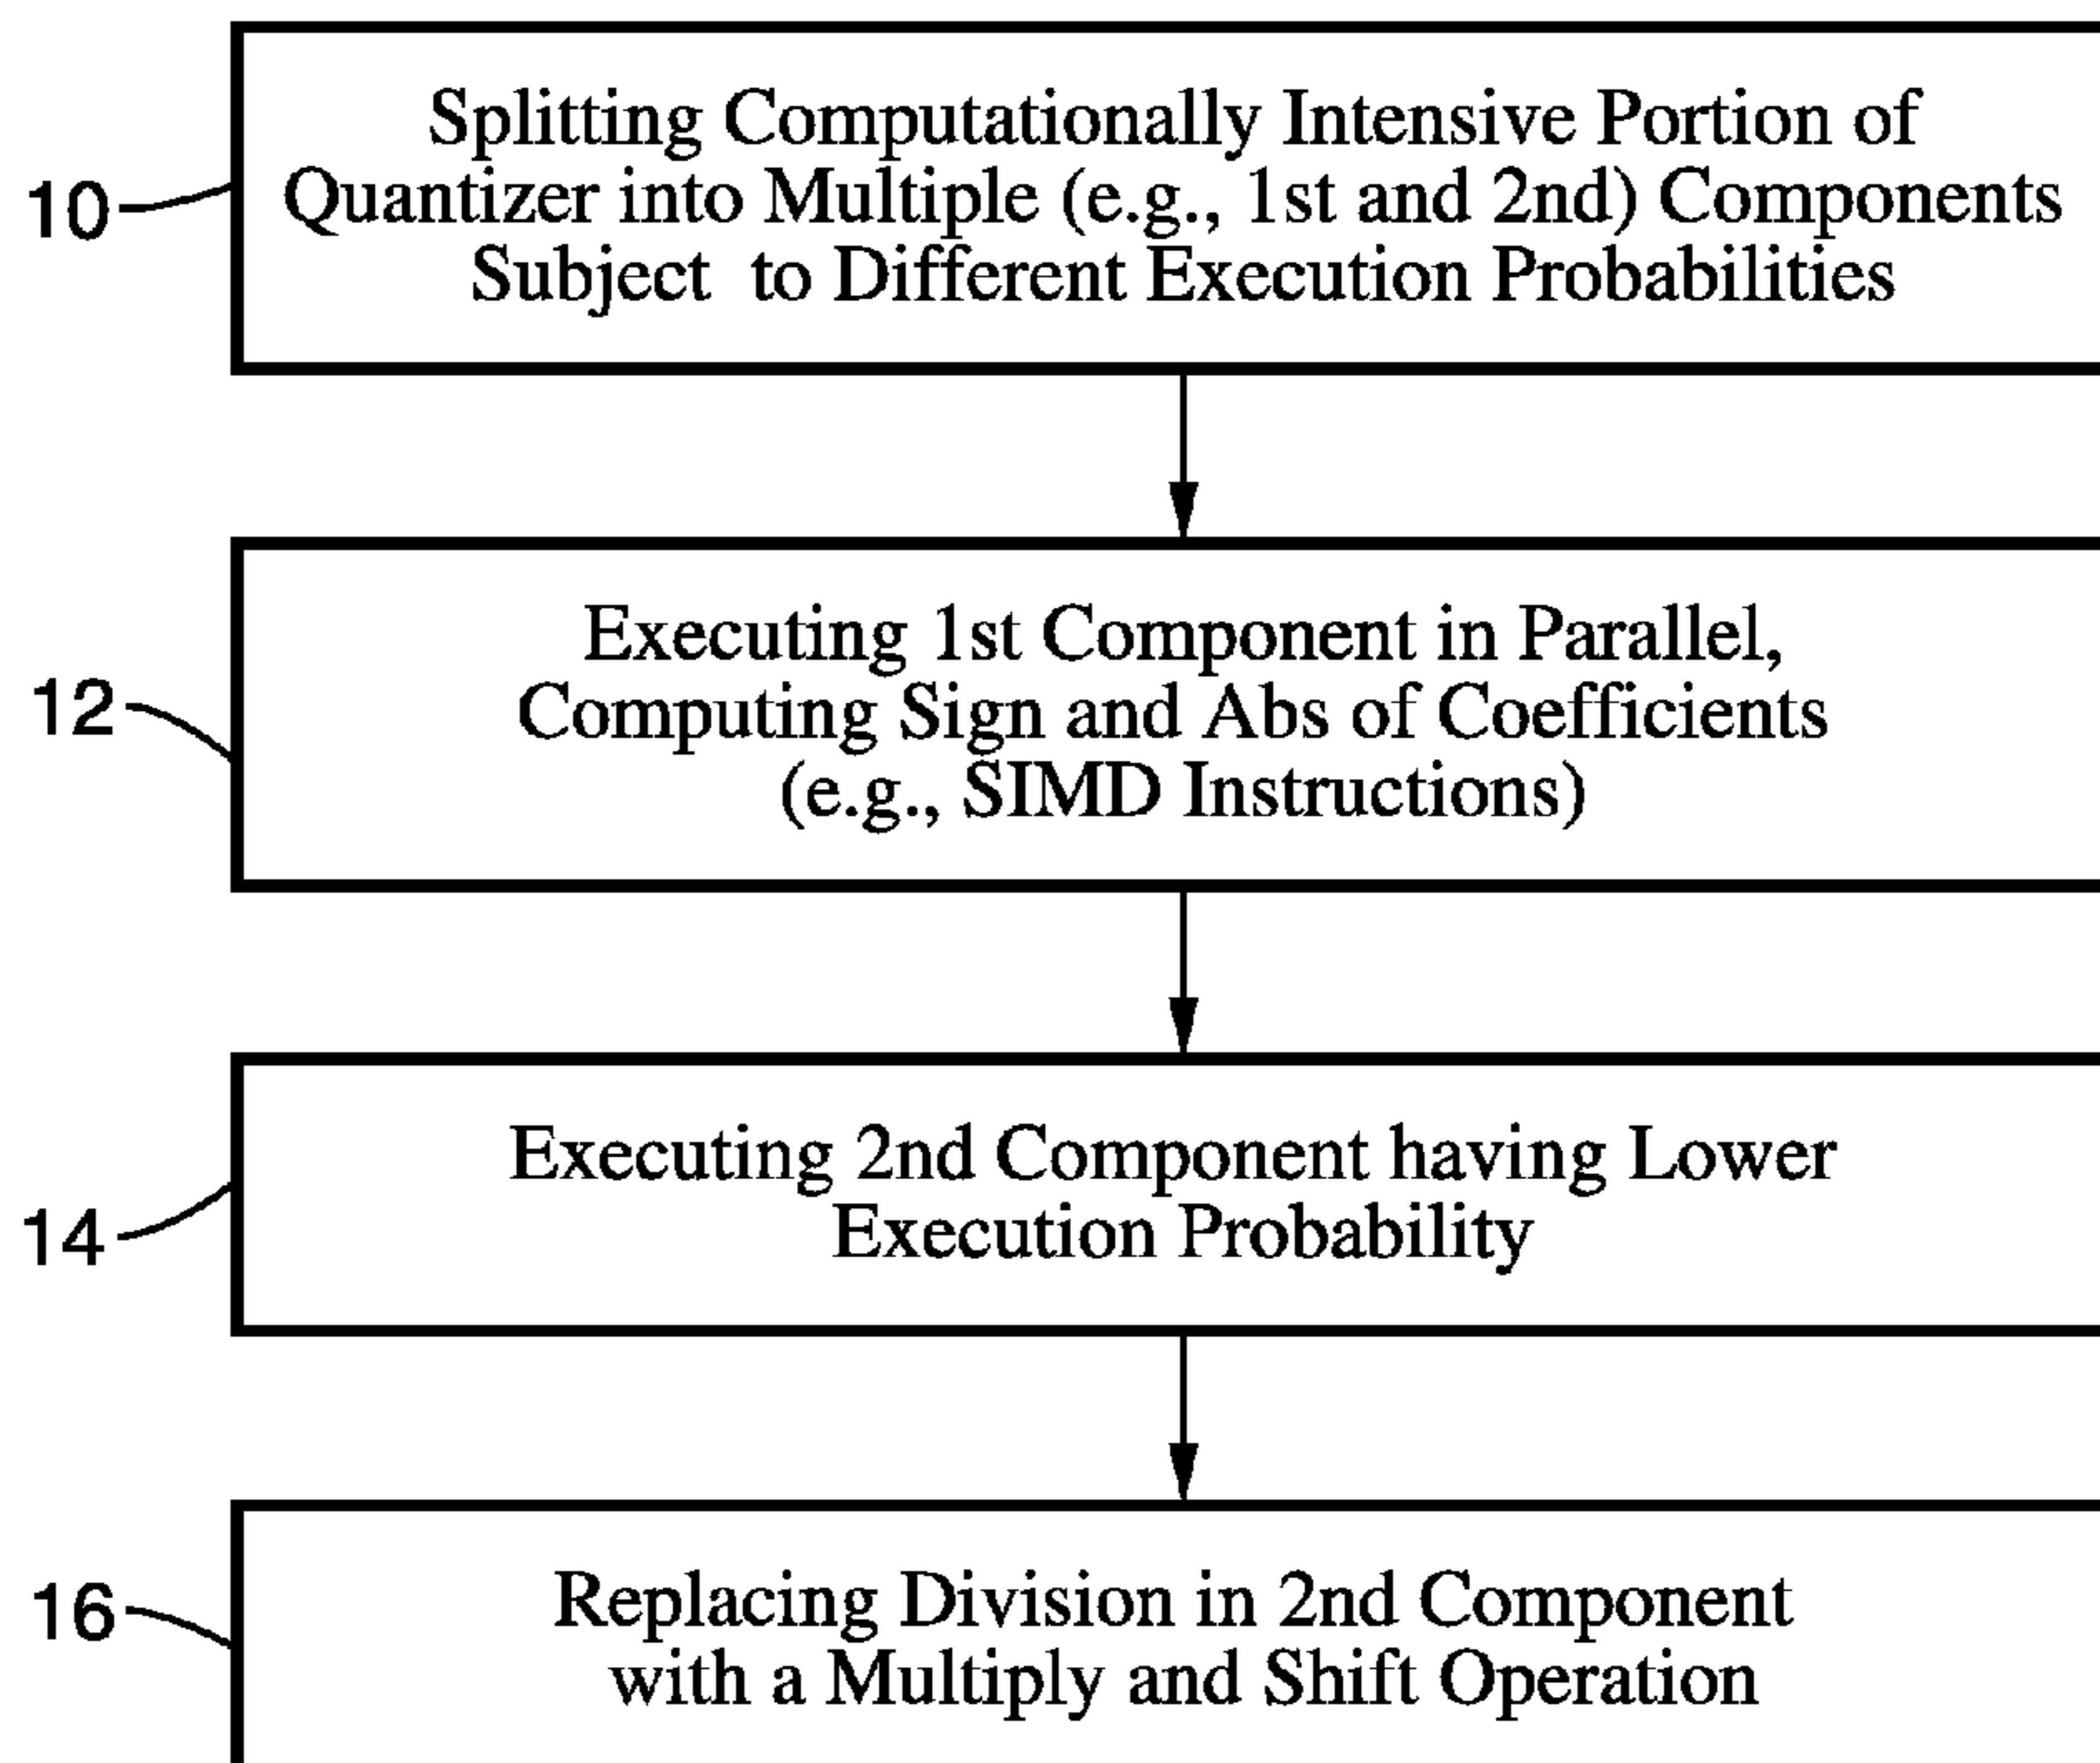 10
Splitting Computationally Intensive Portion of
Quantizer into Multiple (e.g., 1st and 2nd) Components
Subject to Different Execution Probabilities
12
Executing 1st Component in Parallel,
Computing Sign and Abs of Coefficients
(e.g., SIMD Instructions)
14
Executing 2nd Component having Lower
Execution Probability
16
Replacing Division in 2nd Component
with a Multiply and Shift Operation